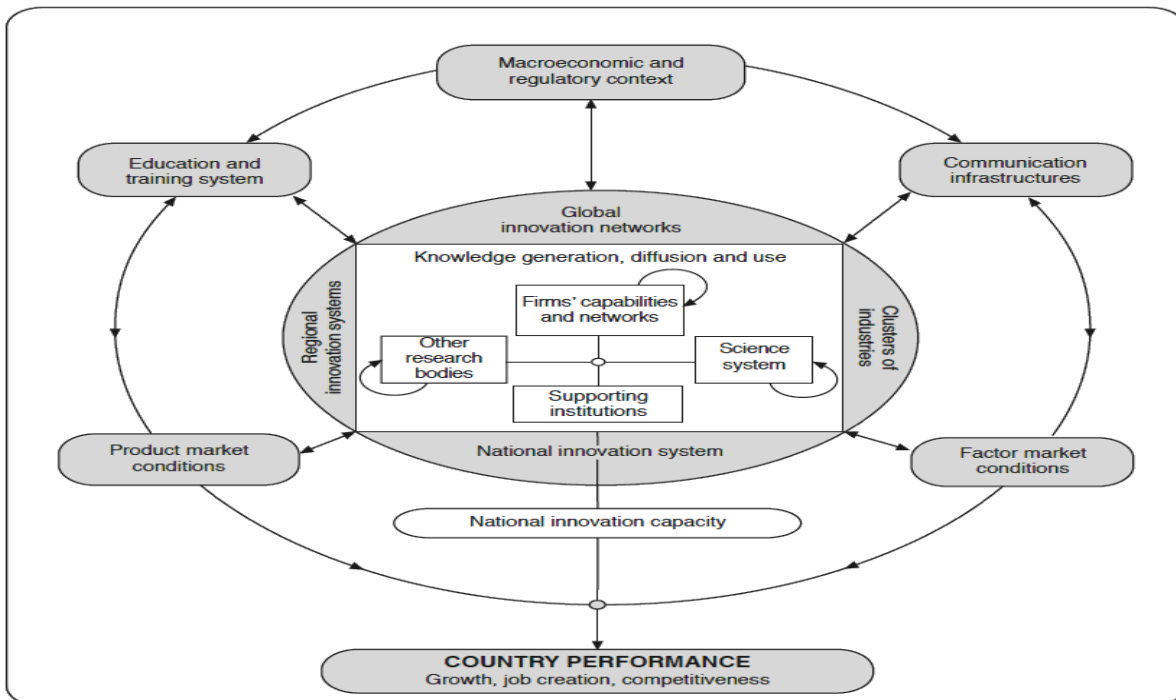 Macroeconomic and
regulatory context
Education and
training system
Communication
infrastructures
Global
innovation networks
Knowledge generation, diffusion and use
Firms’ capabilities
and networks
Regional
innovation systems
Clusters of
industries
Other
research
bodies
Science
system
Supporting
institutions
Product market
conditions
National innovation system
Factor market
conditions
National innovation capacity
COUNTRY PERFORMANCE
Growth, job creation, competitiveness